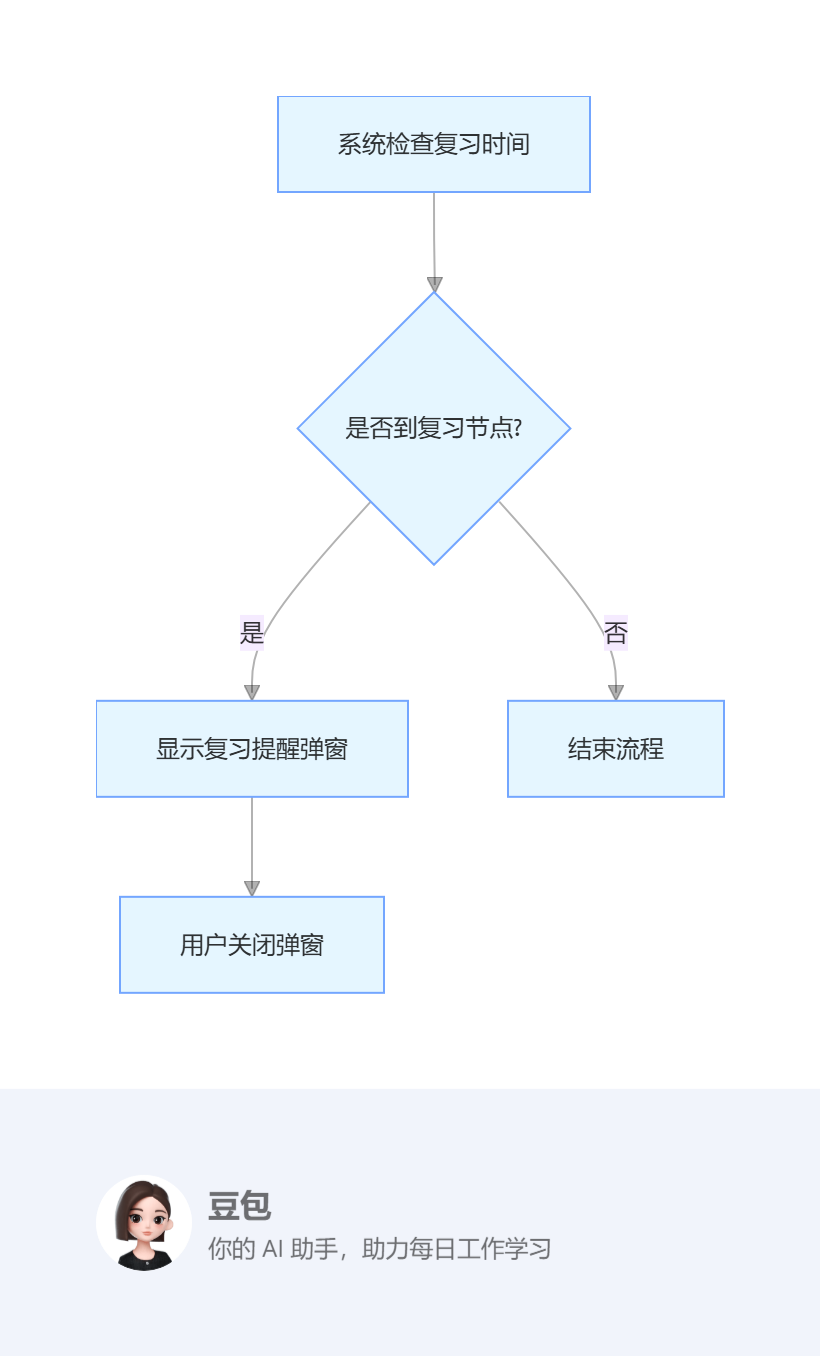 系统检查复习时间
是否到复习节点?
是
否
显示复习提醒弹窗
结束流程
用户关闭弹窗
豆包
你的 AI 助手，助力每日工作学习